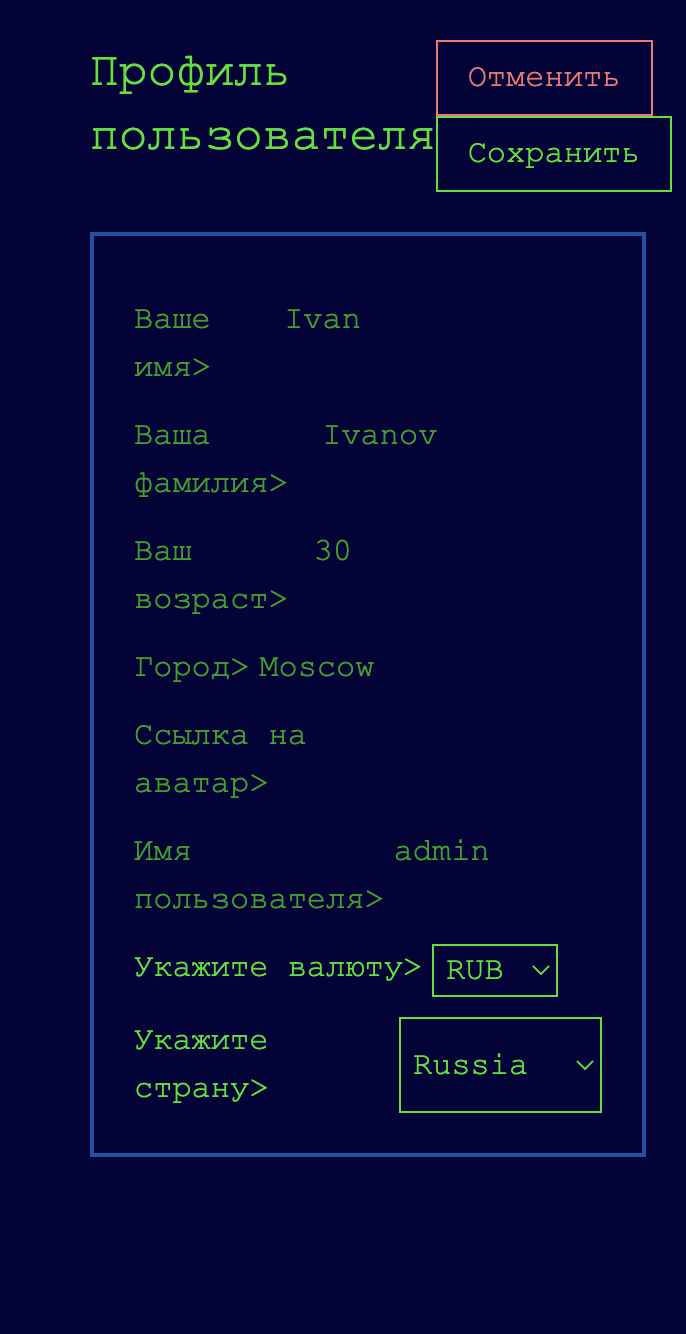 Профиль
пользователя
Отменить
Сохранить
Ваше Ivan
имя>
Ваша Ivanov
фамилия>
Ваш 30
возраст>
Город> Moscow
Ссылка на
аватар>
Имя admin
пользователя>
Укажите валюту> RUB
Укажите
страну> Russia